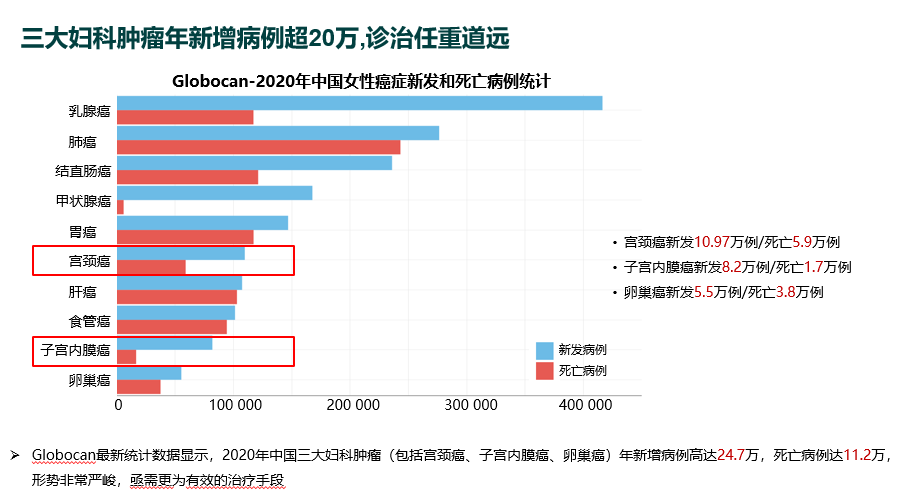 三大妇科肿瘤年新增病例超20万,诊治任重道远
Globocan-2020年中国女性癌症新发和死亡病例统计
乳腺癌
肺癌
结直肠癌
甲状腺癌
胃癌
宫颈癌
肝癌
食管癌
子宫内膜癌
卵巢癌
0 100 000 200 000 300 000 400 000
新发病例
死亡病例
• 宫颈癌新发10.97万例/死亡5.9万例
• 子宫内膜癌新发8.2万例/死亡1.7万例
• 卵巢癌新发5.5万例/死亡3.8万例
➢ Globocan最新统计数据显示，2020年中国三大妇科肿瘤（包括宫颈癌、子宫内膜癌、卵巢癌）年新增病例高达24.7万，死亡病例达11.2万，
形势非常严峻，亟需更为有效的治疗手段